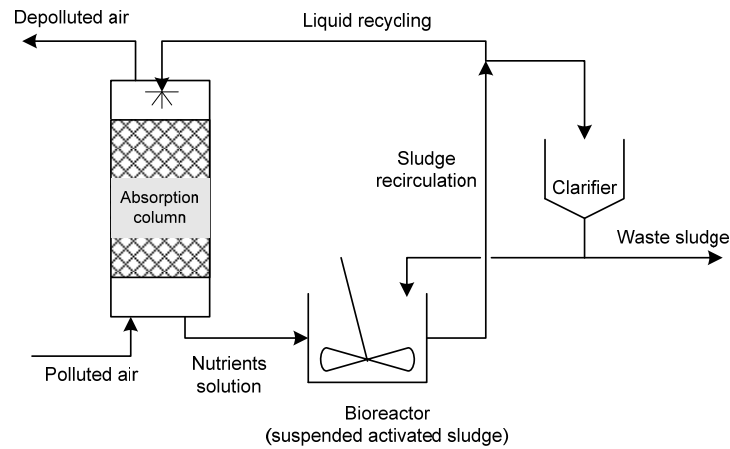 Depolluted air
Liquid recycling
Sludge
recirculation
Clarifier
Absorption
column
Waste sludge
Polluted air
Nutrients
solution
Bioreactor
(suspended activated sludge)